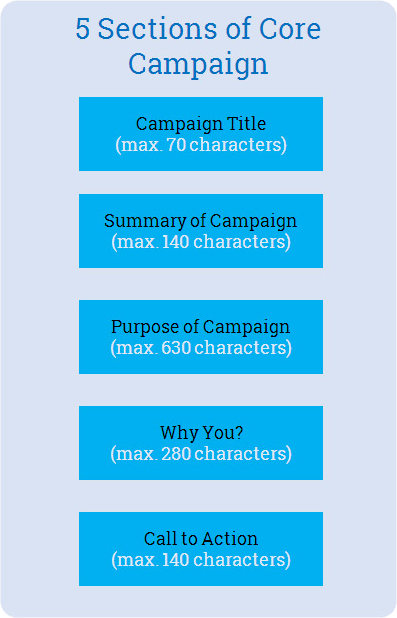 5 Sections of Core
Campaign
Campaign Title
(max. 70 characters)
Summary of Campaign
(max. 140 characters)
Purpose of Campaign
(max. 630 characters)
Why You?
(max. 280 characters)
Call to Action
(max. 140 characters)